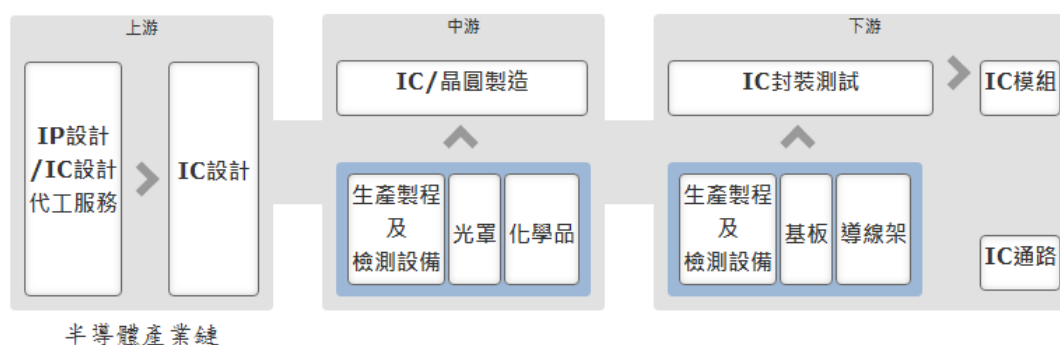 上游
IP設計
/IC設計
代工服務
IC設計
中游
IC/晶圓製造
生產製程
及
檢測設備
光罩
化學品
下游
IC封裝測試
IC模組
生產製程
及
檢測設備
基板
導線架
IC通路
半導體產業鏈